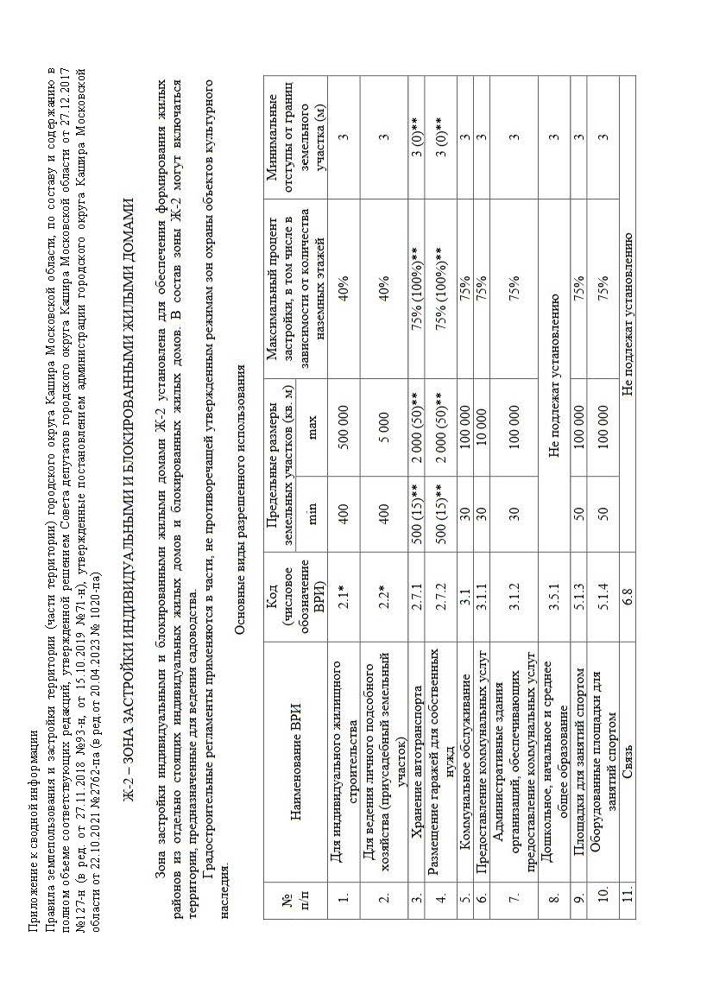 Приложение к сводной информации
Правила землепользования и застройки территории (части территории) городского округа Кашира Московской области, по составу и содержанию в
полном объеме соответствующих редакций, утвержденной решением Совета депутатов городского округа Кашира Московской области от 27.12.2017
№127-н (в ред. от 27.11.2018 №93-н, от 15.10.2019 №71-н), утвержденные постановлением администрации городского округа Кашира Московской
области от 22.10.2021 №2762-па (в ред.от 20.04.2023 № 1020-па)
Ж-2 – ЗОНА ЗАСТРОЙКИ ИНДИВИДУАЛЬНЫМИ И БЛОКИРОВАННЫМИ ЖИЛЫМИ ДОМАМИ
Зона застройки индивидуальными и блокированными жилыми домами Ж-2 установлена для обеспечения формирования жилых
районов из отдельно стоящих индивидуальных жилых домов и блокированных жилых домов. В состав зоны Ж-2 могут включаться
территории, предназначенные для ведения садоводства.
Градостроительные регламенты применяются в части, не противоречащей утвержденным режимам зон охраны объектов культурного
наследия.
Основные виды разрешенного использования
№
п/п
Наименование ВРИ
Код
(числовое
обозначение
ВРИ)
Предельные размеры
земельных участков (кв. м)
min
max
Максимальный процент
застройки, в том числе в
зависимости от количества
наземных этажей
Минимальные
отступы от границ
земельного
участка (м)
1. Для индивидуального жилищного
строительства
2.1* 400 500 000 40% 3
2. Для ведения личного подсобного
хозяйства (приусадебный земельный
участок)
2.2* 400 5 000 40% 3
3. Хранение автотранспорта 2.7.1 500 (15)** 2 000 (50)** 75% (100%)** 3 (0)**
4. Размещение гаражей для собственных
нужд
2.7.2 500 (15)** 2 000 (50)** 75% (100%)** 3 (0)**
5. Коммунальное обслуживание 3.1 30 100 000 75% 3
6. Предоставление коммунальных услуг 3.1.1 30 10 000 75% 3
7. Административные здания
организаций, обеспечивающих
предоставление коммунальных услуг
3.1.2 30 100 000 75% 3
8. Дошкольное, начальное и среднее
общее образование
3.5.1 Не подлежат установлению 3
9. Площадки для занятий спортом 5.1.3 50 100 000 75% 3
10. Оборудованные площадки для
занятий спортом
5.1.4 50 100 000 75% 3
11. Связь 6.8 Не подлежат установлению